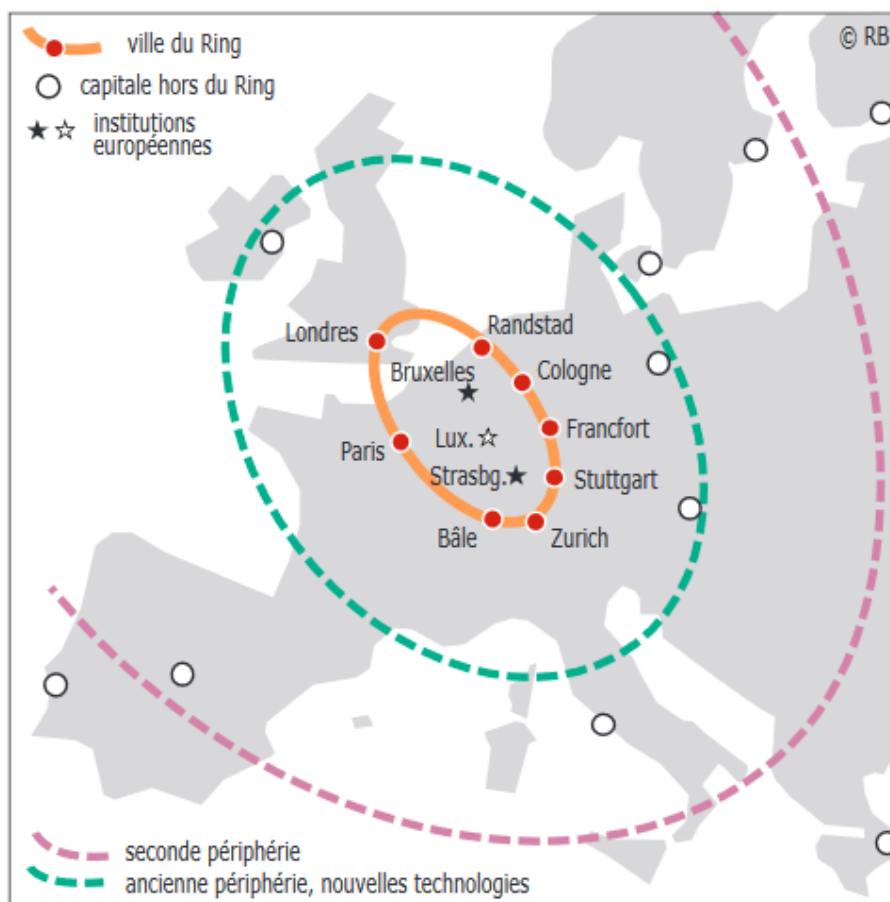 ville du Ring
© RB
capitale hors du Ring
institutions
européennes
Londres
Randstad
Bruxelles
Cologne
Paris
Lux.
Francfort
Strasbg.
Stuttgart
Bâle
Zurich
seconde périphérie
ancienne périphérie, nouvelles technologies